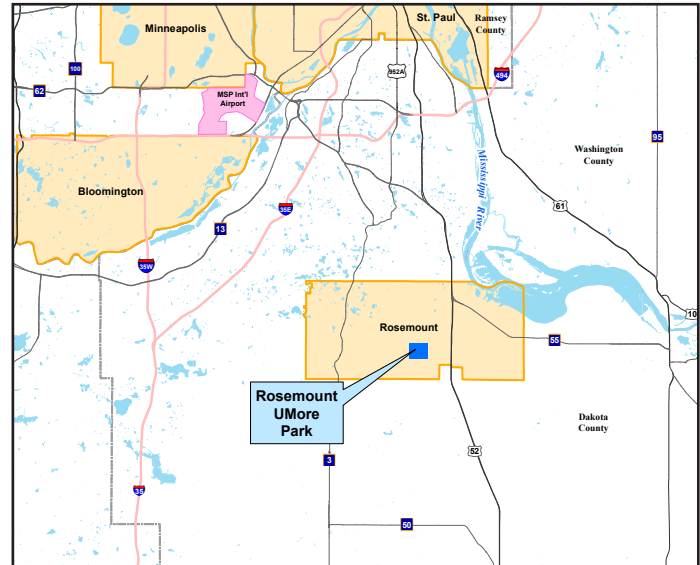 St. Paul
Ramsey
County
Minneapolis
952A
494
100
62
MSP Int'l
Airport
95
Washington
County
Bloomington
Mississippi River
35E
61
13
35W
10
Rosemount
55
Rosemount
UMore
Park
Dakota
County
52
3
35
50